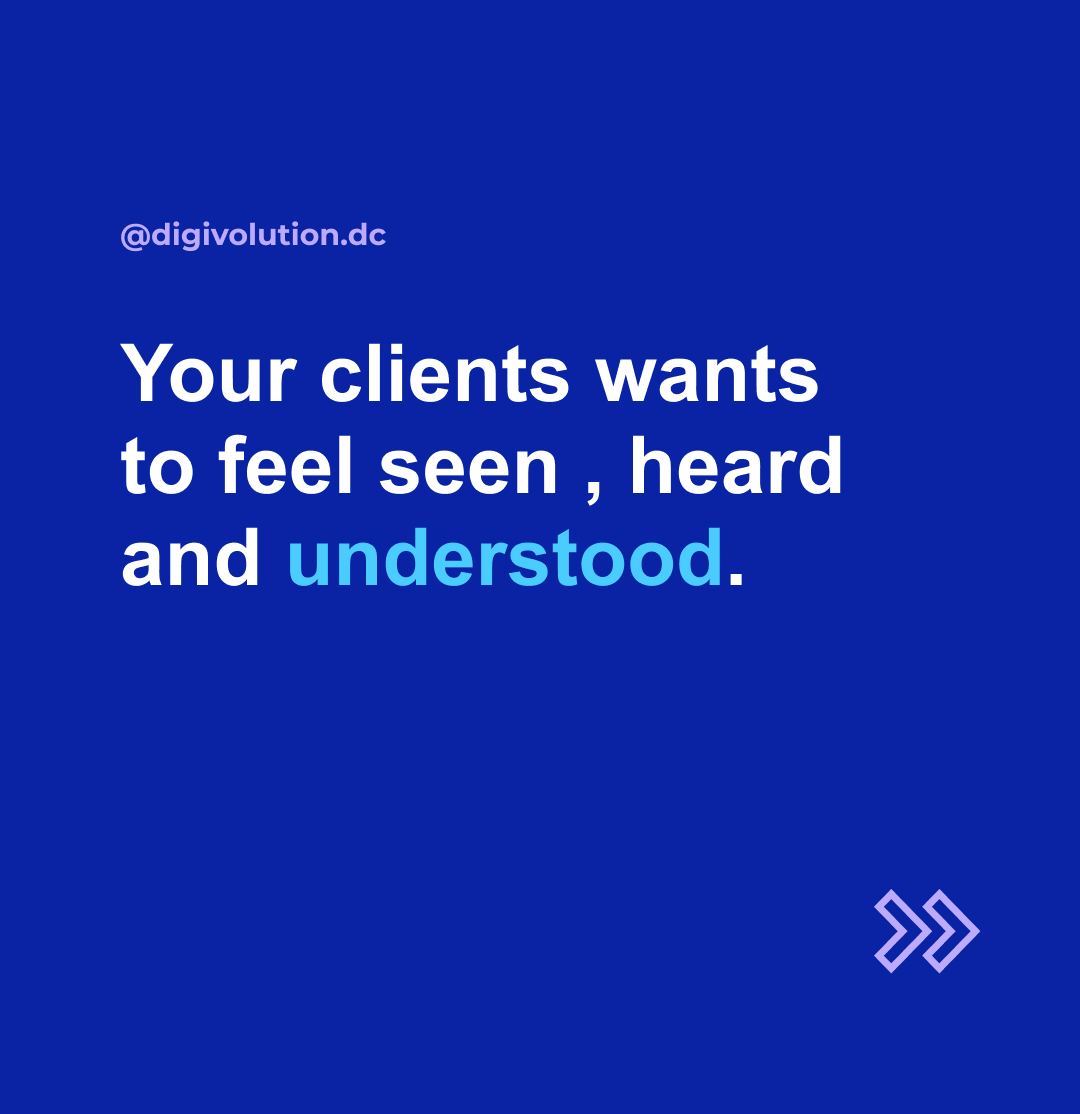 @digivolution.dc
Your clients wants
to feel seen , heard
and understood.